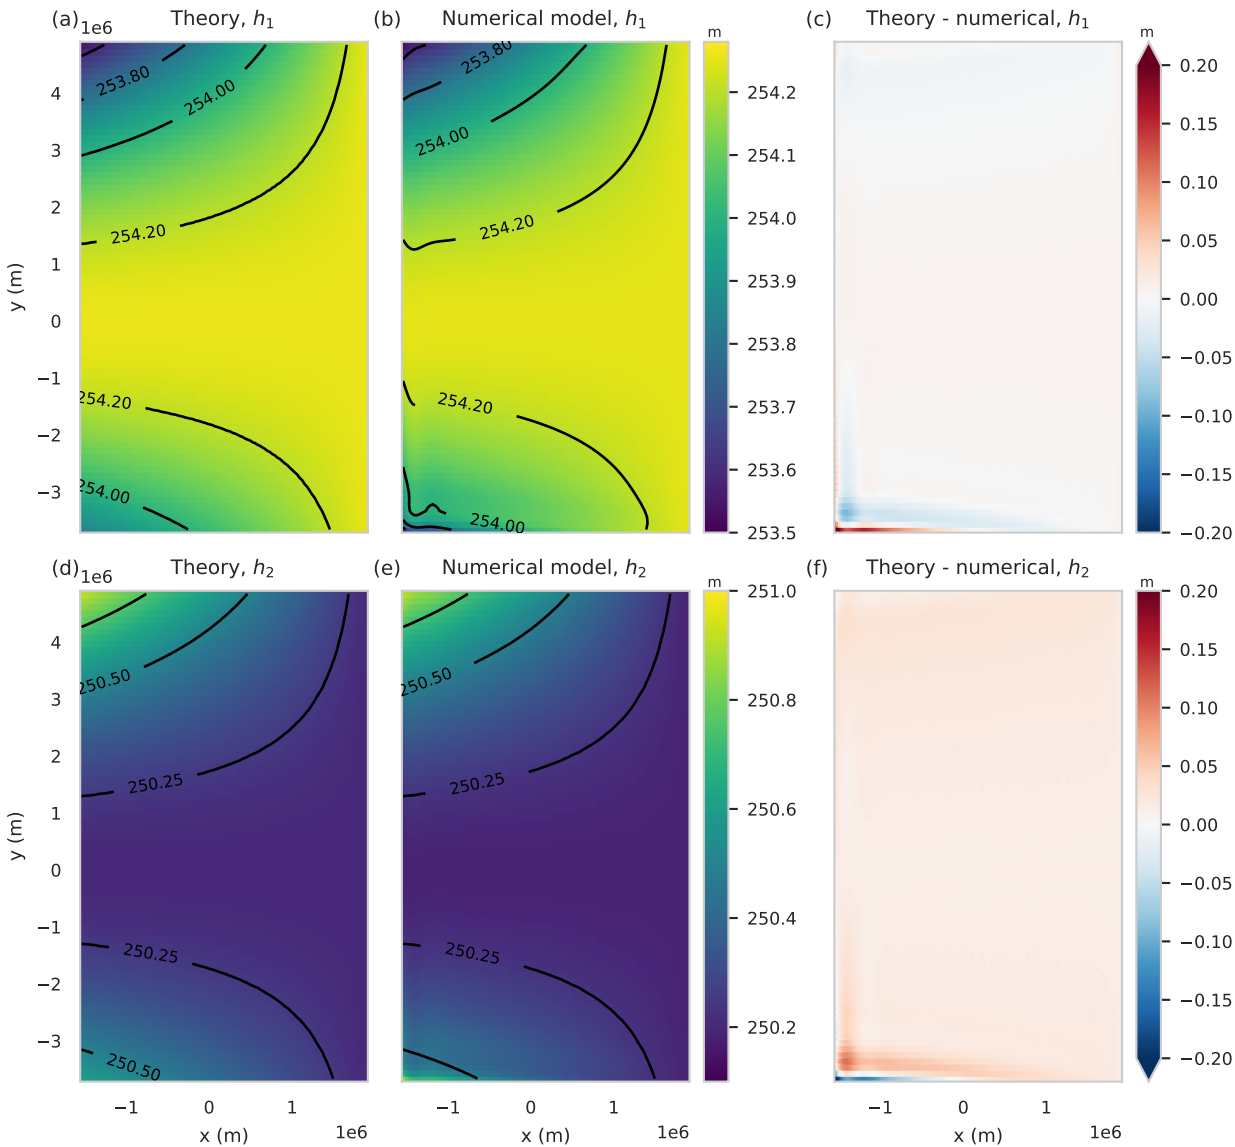 (a)
1e6
Theory, h1
(b)
Numerical model, h1
m
(c)
Theory - numerical, h1
m
4
3
2
1
0
−1
−2
−3
y (m)
253.80
254.00
254.20
254.20
254.00
253.80
254.00
254.20
254.20
254.00
254.2
254.1
254.0
253.9
253.8
253.7
253.6
253.5
0.20
0.15
0.10
0.05
0.00
−0.05
−0.10
−0.15
−0.20
(d)
1e6
Theory, h2
(e)
Numerical model, h2
m
(f)
Theory - numerical, h2
m
4
3
2
1
0
−1
−2
−3
y (m)
250.50
250.25
250.25
250.50
250.50
250.25
250.25
251.0
250.8
250.6
250.4
250.2
0.20
0.15
0.10
0.05
0.00
−0.05
−0.10
−0.15
−0.20
−1
0
1
x (m)
1e6
−1
0
1
x (m)
1e6
−1
0
1
x (m)
1e6